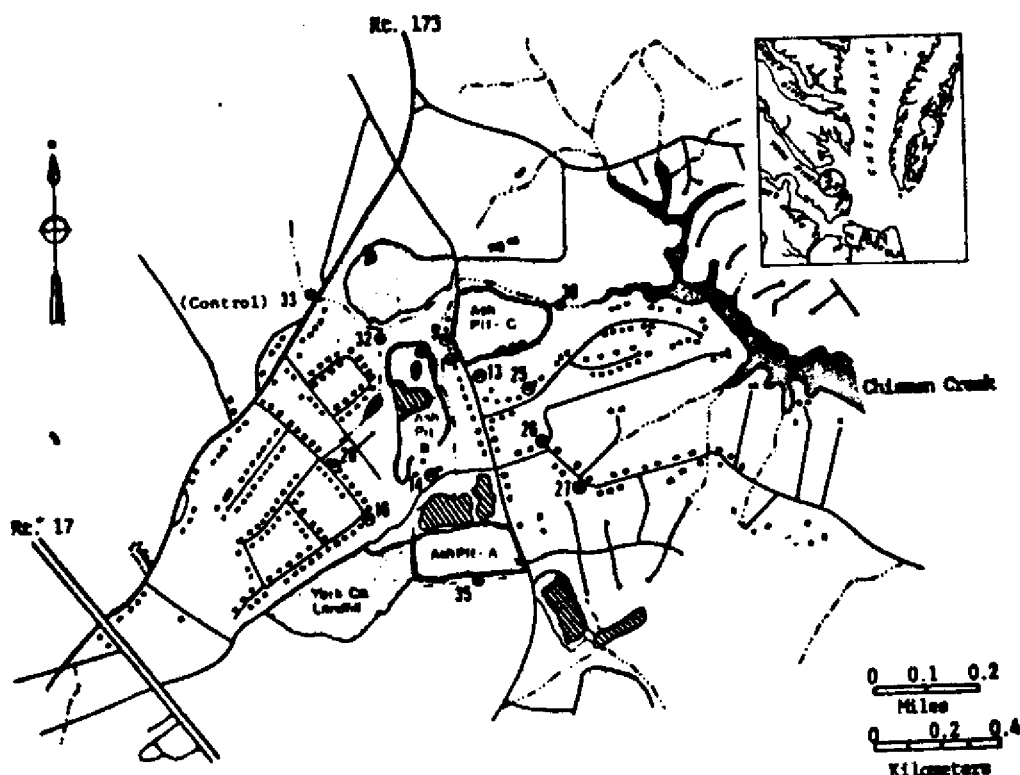 Rt. 173
(Control) 33
32
30
Ash
Pit - C
13
25
Chisman Creek
Ash
Pit
B
26
14
27
16
Rt. 17
Ash Pit - A
York Co.
Landfill
35
0 0.1 0.2
Miles
0 0.2 0.4
Kilometers